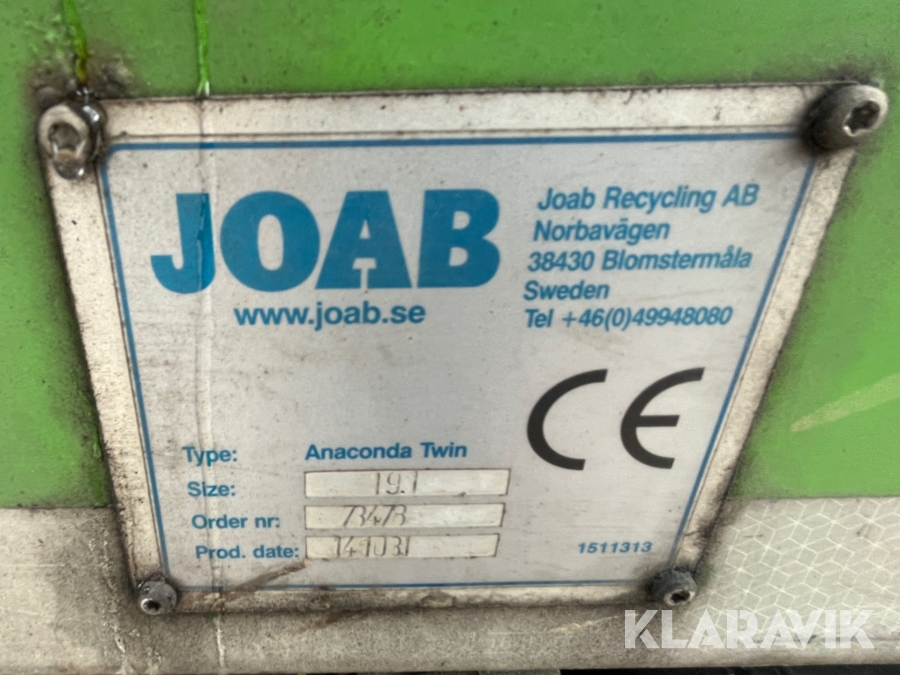 JOAB
www.joab.se
Joab Recycling AB
Norbavägen
38430 Blomstermåla
Sweden
Tel +46(0)49948080
CE
Type: Anaconda Twin
Size: 19.1
Order nr: 73473
Prod. date: 141031
1511313
KLARAVIK